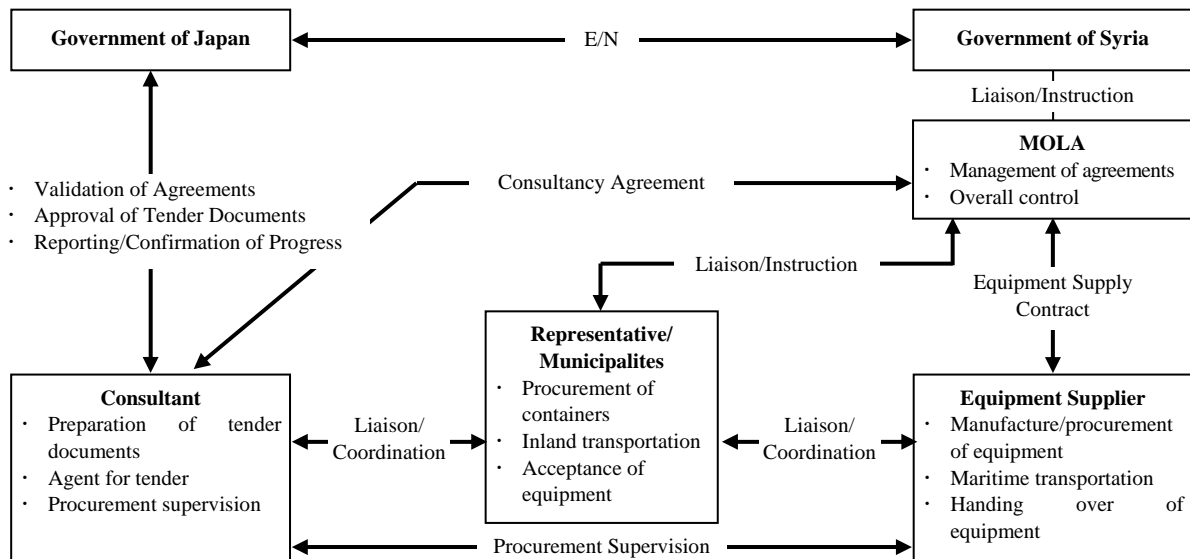 Government of Japan
E/N
Government of Syria
Liaison/Instruction
MOLA
· Management of agreements
· Overall control
· Validation of Agreements
· Approval of Tender Documents
· Reporting/Confirmation of Progress
Consultancy Agreement
Liaison/Instruction
Equipment Supply
Contract
Representative/
Municipalites
· Procurement of
containers
· Inland transportation
· Acceptance of
equipment
Consultant
· Preparation of tender
documents
· Agent for tender
· Procurement supervision
Liaison/
Coordination
Liaison/
Coordination
Equipment Supplier
· Manufacture/procurement
of equipment
· Maritime transportation
· Handing over of
equipment
Procurement Supervision